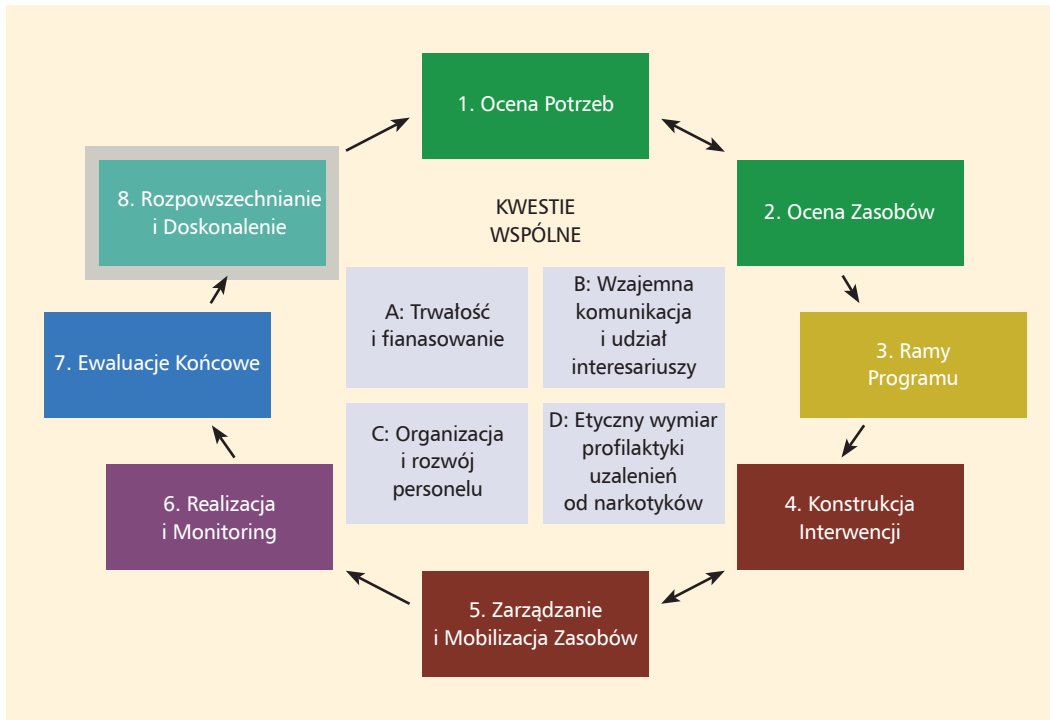 1. Ocena Potrzeb
2. Ocena Zasobów
3. Ramy
Programu
4. Konstrukcja
Interwencji
5. Zarządzanie
i Mobilizacja Zasobów
6. Realizacja
i Monitoring
7. Ewaluacje Końcowe
8. Rozpowszechnianie
i Doskonalenie
KWESTIE
WSPÓLNE
A: Trwałość
i fianasowanie
B: Wzajemna
komunikacja
i udział
interesariuszy
C: Organizacja
i rozwój
personelu
D: Etyczny wymiar
profilaktyki
uzalenień
od narkotyków